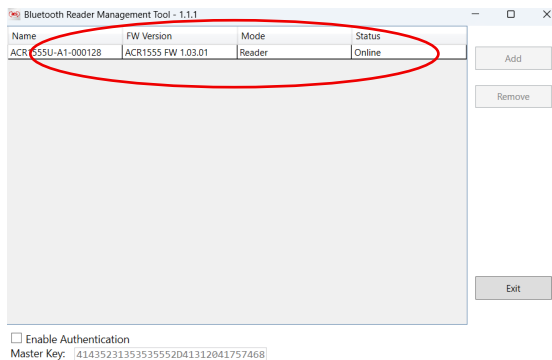 Bluetooth Reader Management Tool - 1.1.1
Name FW Version Mode Status
ACR1555U-A1-000128 ACR1555 FW 1.03.01 Reader Online
Add
Remove
Exit
Enable Authentication
Master Key: 41435231353535552D41312041757468